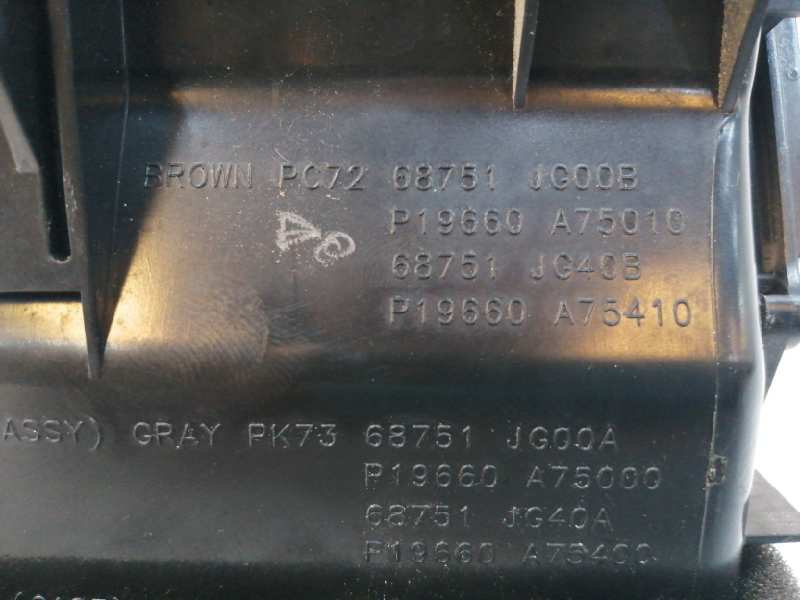 BROWN PC72 68751 JG00B
P19660 A75010
68751 JG40B
P19660 A75410
ASSY) GRAY PK73 68751 JG00A
P19660 A75000
68751 JG40A
P19660 A75400